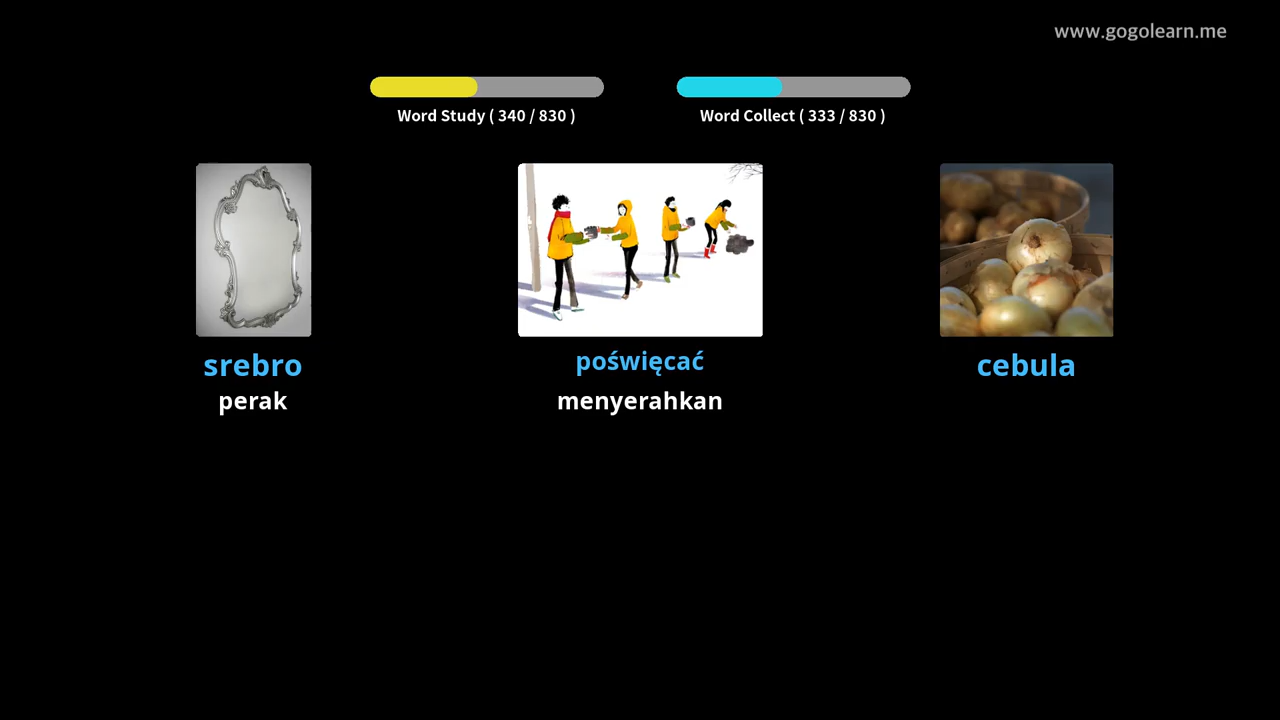 www.gogolearn.me
Word Study ( 340 / 830 )
Word Collect ( 333 / 830 )
srebro
perak
poświęcać
menyerahkan
cebula